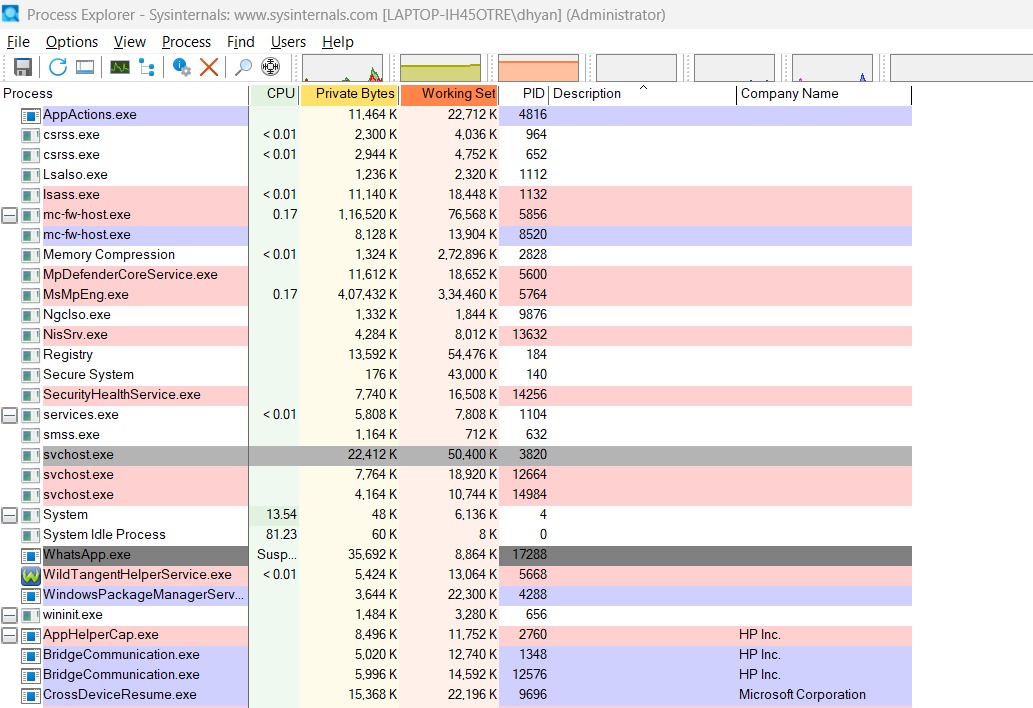 Process Explorer - Sysinternals: www.sysinternals.com [LAPTOP-IH45OTRE\dhyan] (Administrator)
File Options View Process Find Users Help
Process CPU Private Bytes Working Set PID Description Company Name
AppActions.exe 11,464 K 22,712 K 4816
csrss.exe < 0.01 2,300 K 4,036 K 964
csrss.exe < 0.01 2,944 K 4,752 K 652
LsaIso.exe 1,236 K 2,320 K 1112
lsass.exe < 0.01 11,140 K 18,448 K 1132
mc-fw-host.exe 0.17 1,16,520 K 76,568 K 5856
mc-fw-host.exe 8,128 K 13,904 K 8520
Memory Compression < 0.01 1,324 K 2,72,896 K 2828
MpDefenderCoreService.exe 11,612 K 18,652 K 5600
MsMpEng.exe 0.17 4,07,432 K 3,34,460 K 5764
NgcIso.exe 1,332 K 1,844 K 9876
NisSrv.exe 4,284 K 8,012 K 13632
Registry 13,592 K 54,476 K 184
Secure System 176 K 43,000 K 140
SecurityHealthService.exe 7,740 K 16,508 K 14256
services.exe < 0.01 5,808 K 7,808 K 1104
smss.exe 1,164 K 712 K 632
svchost.exe 22,412 K 50,400 K 3820
svchost.exe 7,764 K 18,920 K 12664
svchost.exe 4,164 K 10,744 K 14984
System 13.54 48 K 6,136 K 4
System Idle Process 81.23 60 K 8 K 0
WhatsApp.exe Susp... 35,692 K 8,864 K 17288
WildTangentHelperService.exe < 0.01 5,424 K 13,064 K 5668
WindowsPackageManagerServ... 3,644 K 22,300 K 4288
wininit.exe 1,484 K 3,280 K 656
AppHelperCap.exe 8,496 K 11,752 K 2760 HP Inc.
BridgeCommunication.exe 5,020 K 12,740 K 1348 HP Inc.
BridgeCommunication.exe 5,996 K 14,592 K 12576 HP Inc.
CrossDeviceResume.exe 15,368 K 22,196 K 9696 Microsoft Corporation